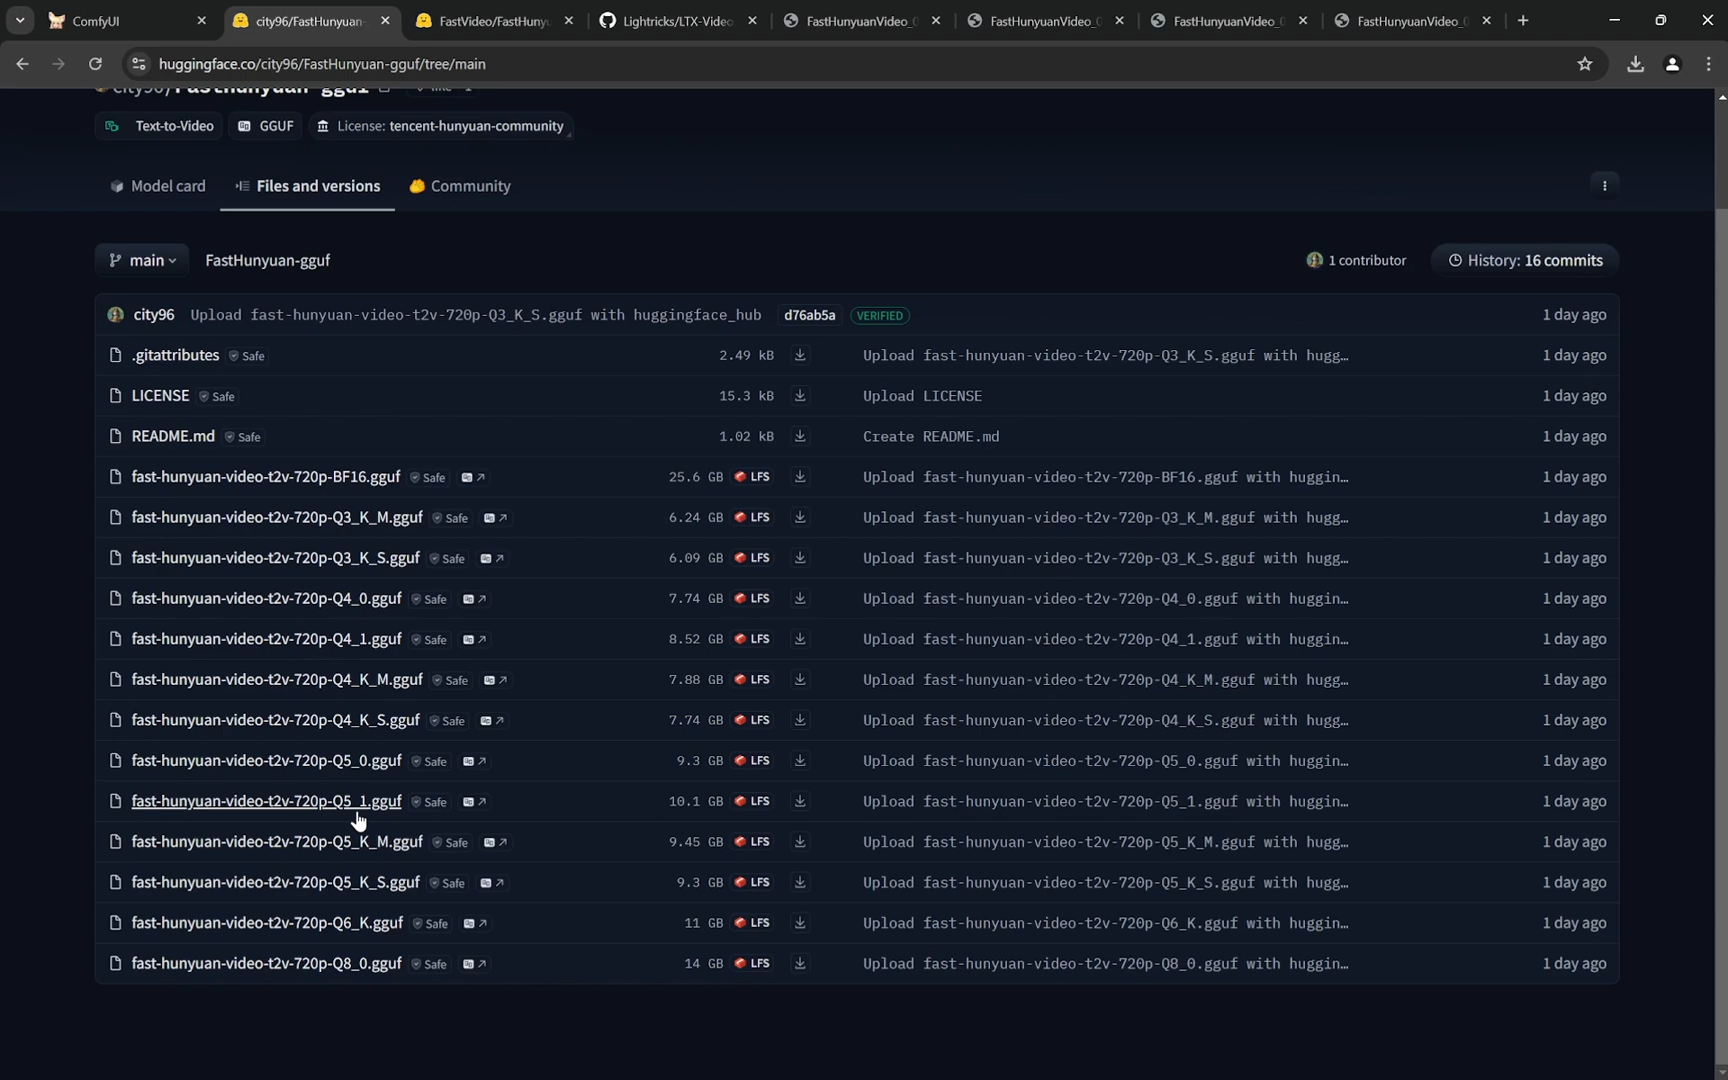 ComfyUI
city96/FastHunyuan-
FastVideo/FastHuny
Lightricks/LTX-Video
FastHunyuanVideo_
FastHunyuanVideo_
FastHunyuanVideo_
FastHunyuanVideo_
huggingface.co/city96/FastHunyuan-gguf/tree/main
city96/FastHunyuan-gguf like 1
Text-to-Video GGUF License: tencent-hunyuan-community
Model card Files and versions Community
main FastHunyuan-gguf 1 contributor History: 16 commits
city96 Upload fast-hunyuan-video-t2v-720p-Q3_K_S.gguf with huggingface_hub d76ab5a VERIFIED 1 day ago
.gitattributes Safe 2.49 kB Upload fast-hunyuan-video-t2v-720p-Q3_K_S.gguf with hugg… 1 day ago
LICENSE Safe 15.3 kB Upload LICENSE 1 day ago
README.md Safe 1.02 kB Create README.md 1 day ago
fast-hunyuan-video-t2v-720p-BF16.gguf Safe 25.6 GB LFS Upload fast-hunyuan-video-t2v-720p-BF16.gguf with huggin… 1 day ago
fast-hunyuan-video-t2v-720p-Q3_K_M.gguf Safe 6.24 GB LFS Upload fast-hunyuan-video-t2v-720p-Q3_K_M.gguf with hugg… 1 day ago
fast-hunyuan-video-t2v-720p-Q3_K_S.gguf Safe 6.09 GB LFS Upload fast-hunyuan-video-t2v-720p-Q3_K_S.gguf with hugg… 1 day ago
fast-hunyuan-video-t2v-720p-Q4_0.gguf Safe 7.74 GB LFS Upload fast-hunyuan-video-t2v-720p-Q4_0.gguf with huggin… 1 day ago
fast-hunyuan-video-t2v-720p-Q4_1.gguf Safe 8.52 GB LFS Upload fast-hunyuan-video-t2v-720p-Q4_1.gguf with huggin… 1 day ago
fast-hunyuan-video-t2v-720p-Q4_K_M.gguf Safe 7.88 GB LFS Upload fast-hunyuan-video-t2v-720p-Q4_K_M.gguf with hugg… 1 day ago
fast-hunyuan-video-t2v-720p-Q4_K_S.gguf Safe 7.74 GB LFS Upload fast-hunyuan-video-t2v-720p-Q4_K_S.gguf with hugg… 1 day ago
fast-hunyuan-video-t2v-720p-Q5_0.gguf Safe 9.3 GB LFS Upload fast-hunyuan-video-t2v-720p-Q5_0.gguf with huggin… 1 day ago
fast-hunyuan-video-t2v-720p-Q5_1.gguf Safe 10.1 GB LFS Upload fast-hunyuan-video-t2v-720p-Q5_1.gguf with huggin… 1 day ago
fast-hunyuan-video-t2v-720p-Q5_K_M.gguf Safe 9.45 GB LFS Upload fast-hunyuan-video-t2v-720p-Q5_K_M.gguf with hugg… 1 day ago
fast-hunyuan-video-t2v-720p-Q5_K_S.gguf Safe 9.3 GB LFS Upload fast-hunyuan-video-t2v-720p-Q5_K_S.gguf with hugg… 1 day ago
fast-hunyuan-video-t2v-720p-Q6_K.gguf Safe 11 GB LFS Upload fast-hunyuan-video-t2v-720p-Q6_K.gguf with huggin… 1 day ago
fast-hunyuan-video-t2v-720p-Q8_0.gguf Safe 14 GB LFS Upload fast-hunyuan-video-t2v-720p-Q8_0.gguf with huggin… 1 day ago